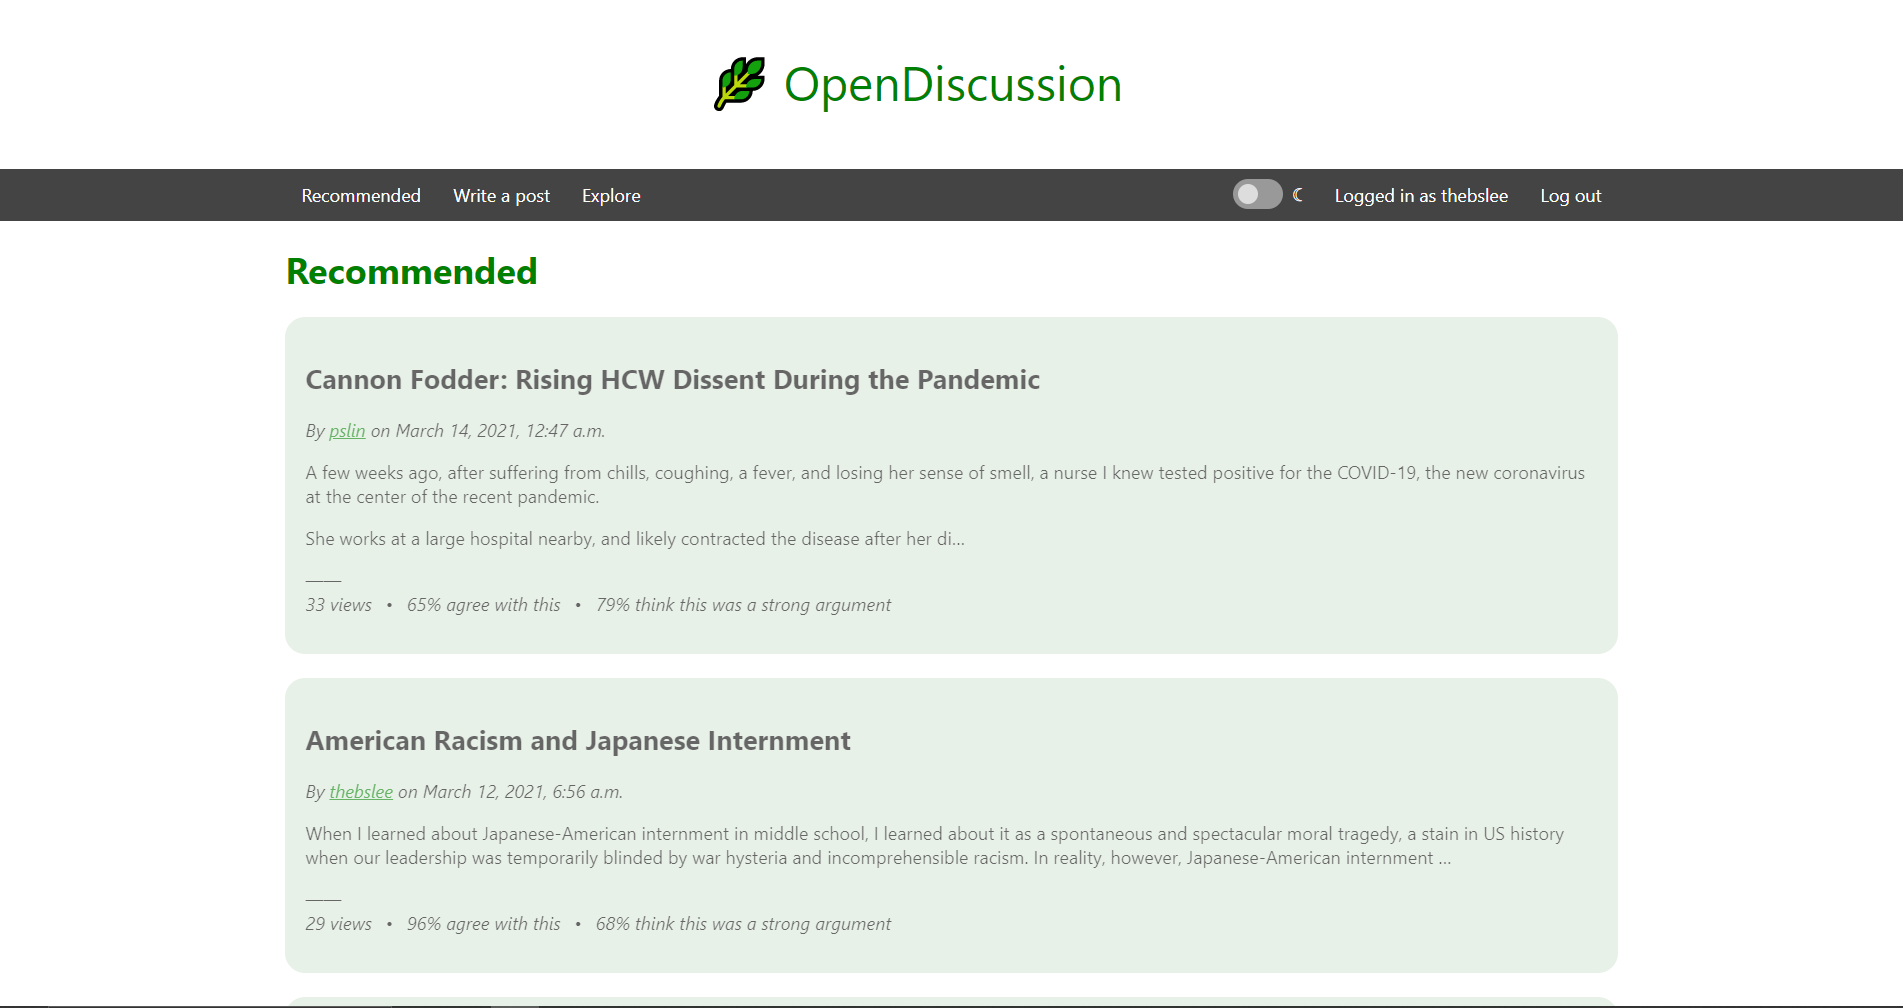 OpenDiscussion
Recommended Write a post Explore ☾ Logged in as thebslee Log out
Recommended
Cannon Fodder: Rising HCW Dissent During the Pandemic
By pslin on March 14, 2021, 12:47 a.m.
A few weeks ago, after suffering from chills, coughing, a fever, and losing her sense of smell, a nurse I knew tested positive for the COVID-19, the new coronavirus
at the center of the recent pandemic.
She works at a large hospital nearby, and likely contracted the disease after her di...
33 views • 65% agree with this • 79% think this was a strong argument
American Racism and Japanese Internment
By thebslee on March 12, 2021, 6:56 a.m.
When I learned about Japanese-American internment in middle school, I learned about it as a spontaneous and spectacular moral tragedy, a stain in US history
when our leadership was temporarily blinded by war hysteria and incomprehensible racism. In reality, however, Japanese-American internment ...
29 views • 96% agree with this • 68% think this was a strong argument